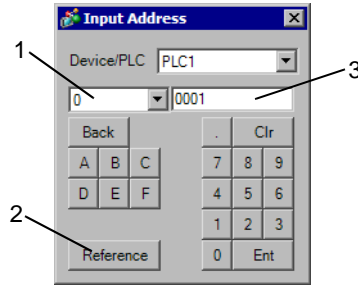 Input Address
1
Device/PLC PLC1
3
0 0001
Back . Clr
A B C 7 8 9
D E F 4 5 6
2
1 2 3
Reference 0 Ent